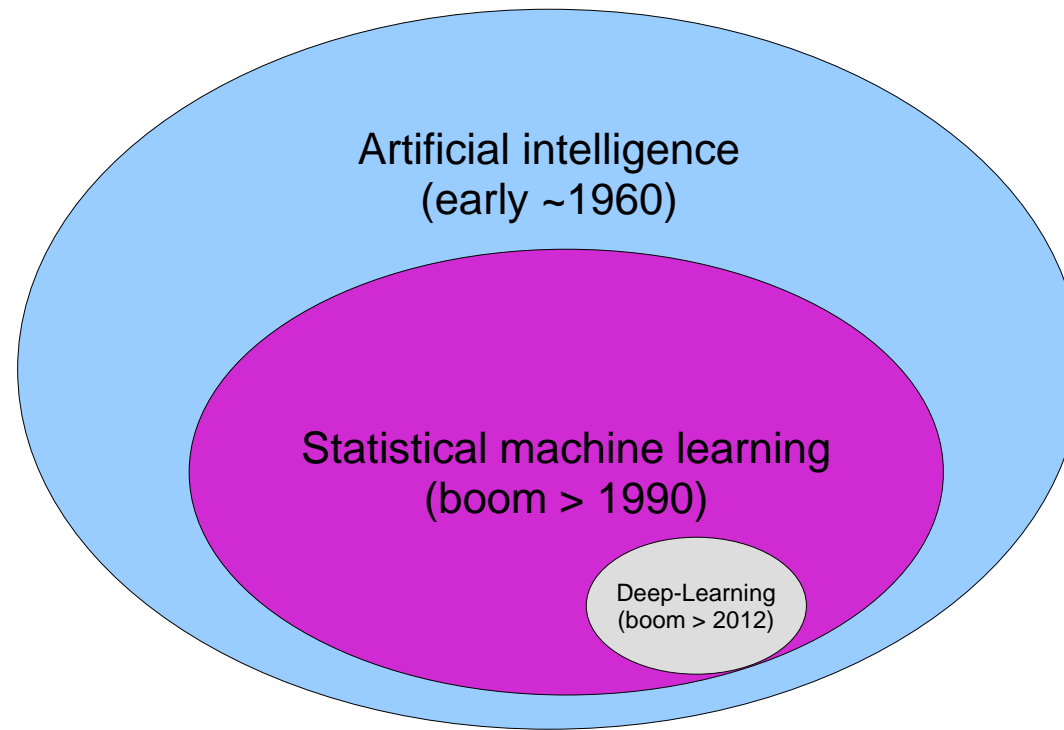 Artificial intelligence
(early ~1960)
Statistical machine learning
(boom > 1990)
Deep-Learning
(boom > 2012)